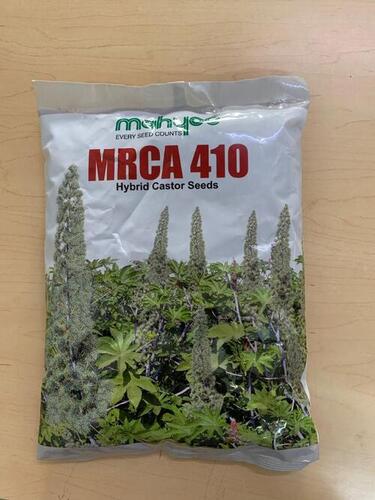 mahyco
EVERY SEED COUNTS
MRCA 410
Hybrid Castor Seeds